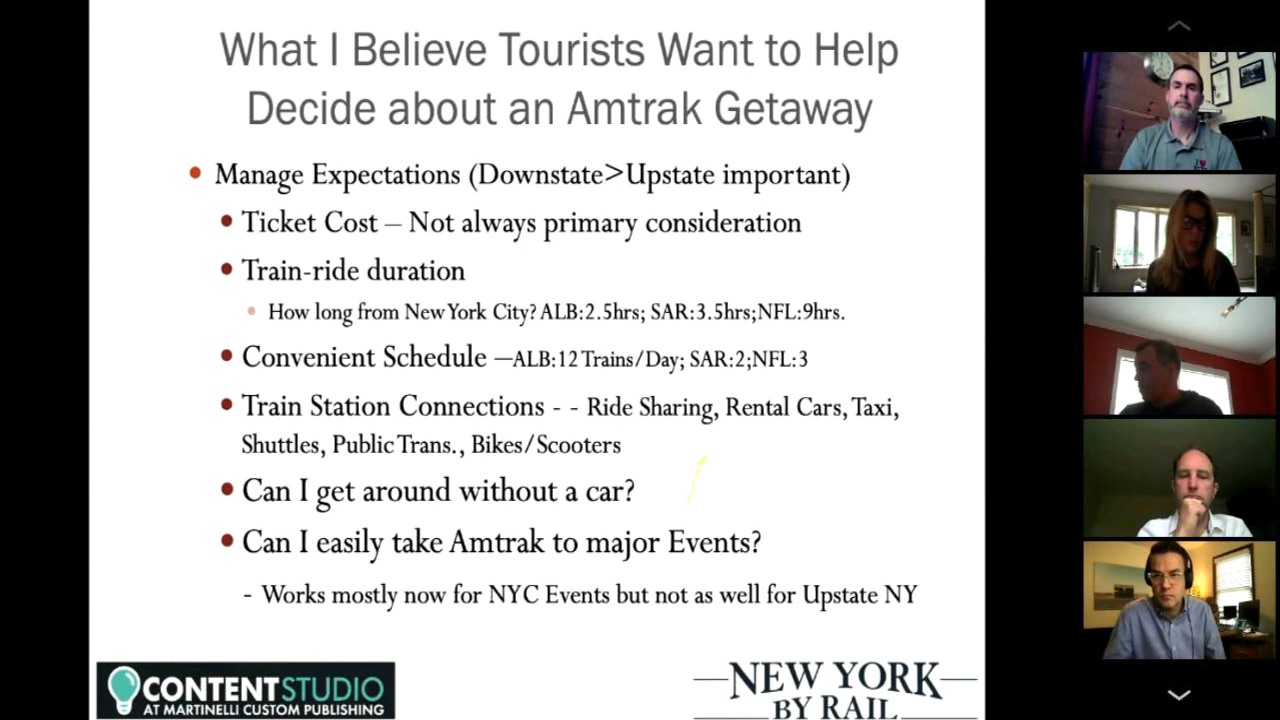 What I Believe Tourists Want to Help
Decide about an Amtrak Getaway
• Manage Expectations (Downstate>Upstate important)
• Ticket Cost – Not always primary consideration
• Train-ride duration
• How long from New York City? ALB:2.5hrs; SAR:3.5hrs;NFL:9hrs.
• Convenient Schedule –ALB:12 Trains/Day; SAR:2;NFL:3
• Train Station Connections - - Ride Sharing, Rental Cars, Taxi,
Shuttles, Public Trans., Bikes/Scooters
• Can I get around without a car?
• Can I easily take Amtrak to major Events?
- Works mostly now for NYC Events but not as well for Upstate NY
CONTENTSTUDIO
AT MARTINELLI CUSTOM PUBLISHING
NEW YORK
BY RAIL